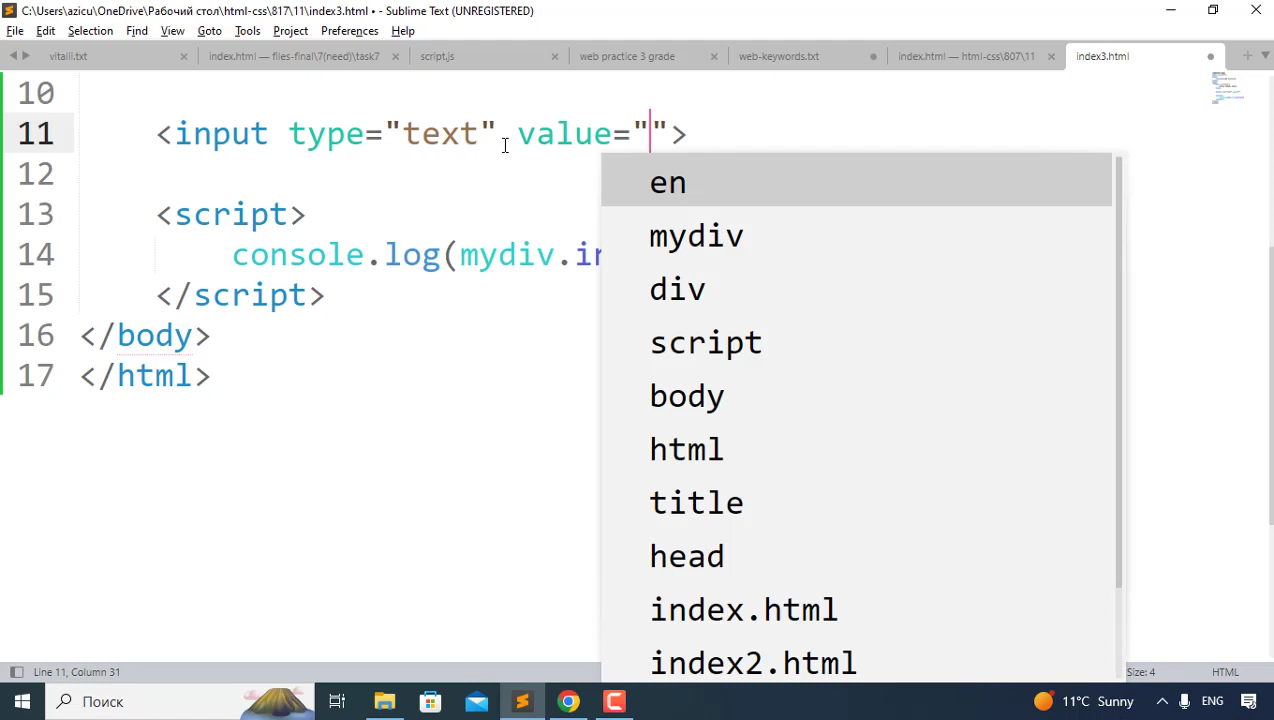 C:\Users\azicu\OneDrive\Рабочий стол\html-css\817\11\index3.html • - Sublime Text (UNREGISTERED)
File Edit Selection Find View Goto Tools Project Preferences Help
vitalii.txt index.html — files-final\7(need)\task7 script.js web practice 3 grade web-keywords.txt index.html — html-css\807\11 index3.html
10
11 <input type="text" value="">
12
13 <script>
14 console.log(mydiv.in
15 </script>
16 </body>
17 </html>
en
mydiv
div
script
body
html
title
head
index.html
index2.html
Line 11, Column 31 Size: 4 HTML
Поиск 11°C Sunny ENG